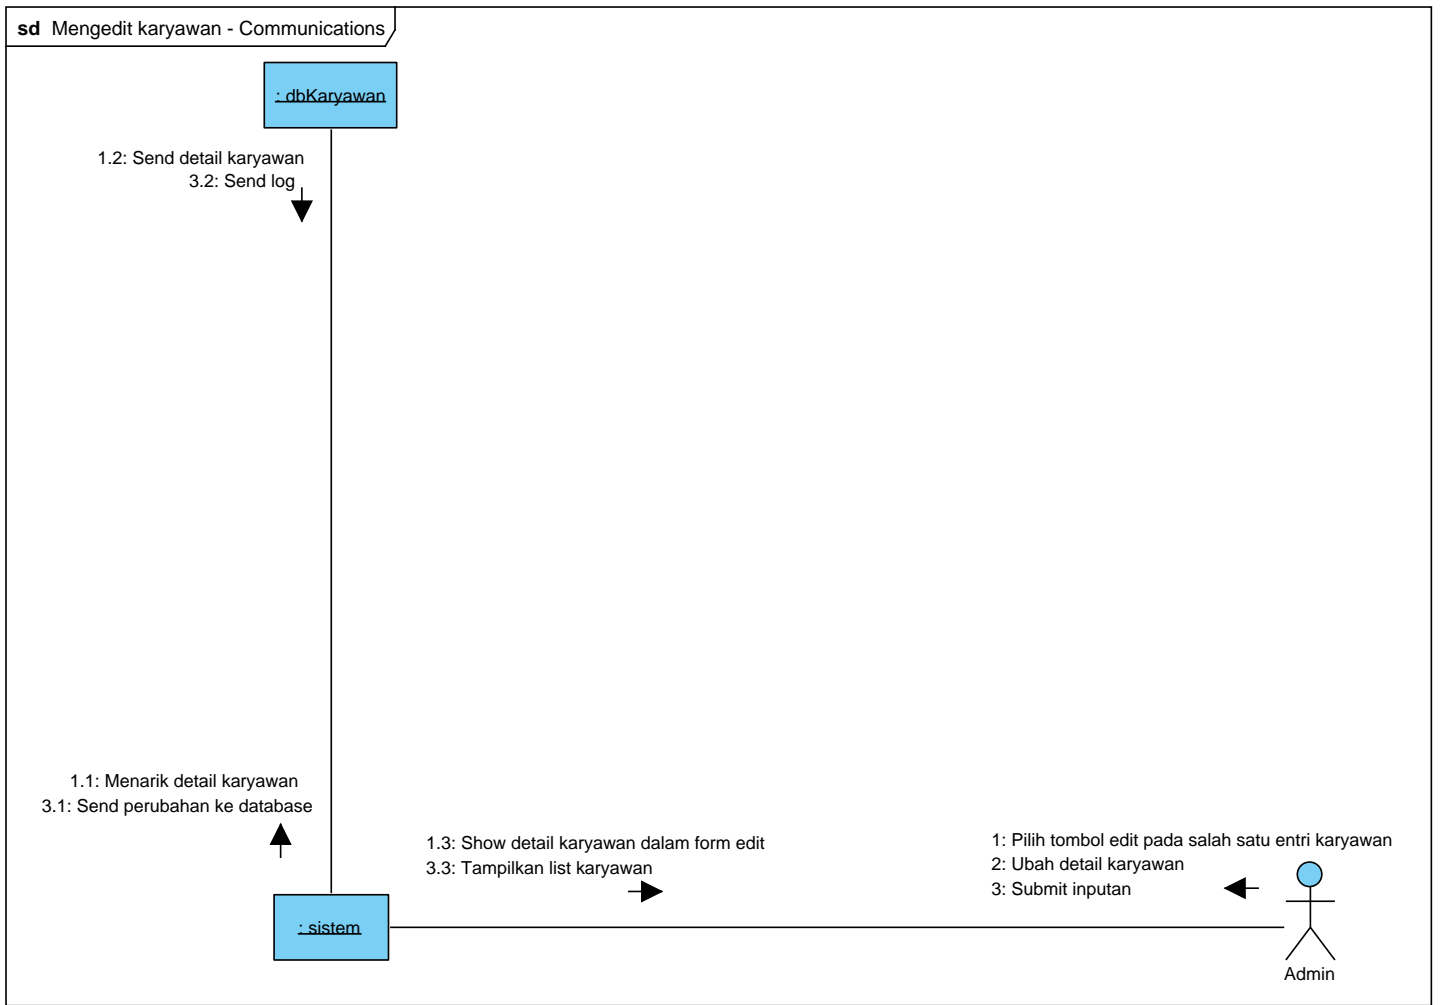 sd Mengedit karyawan - Communications
: dbKaryawan
1.2: Send detail karyawan
3.2: Send log
1.1: Menarik detail karyawan
3.1: Send perubahan ke database
1.3: Show detail karyawan dalam form edit
3.3: Tampilkan list karyawan
1: Pilih tombol edit pada salah satu entri karyawan
2: Ubah detail karyawan
3: Submit inputan
: sistem
Admin